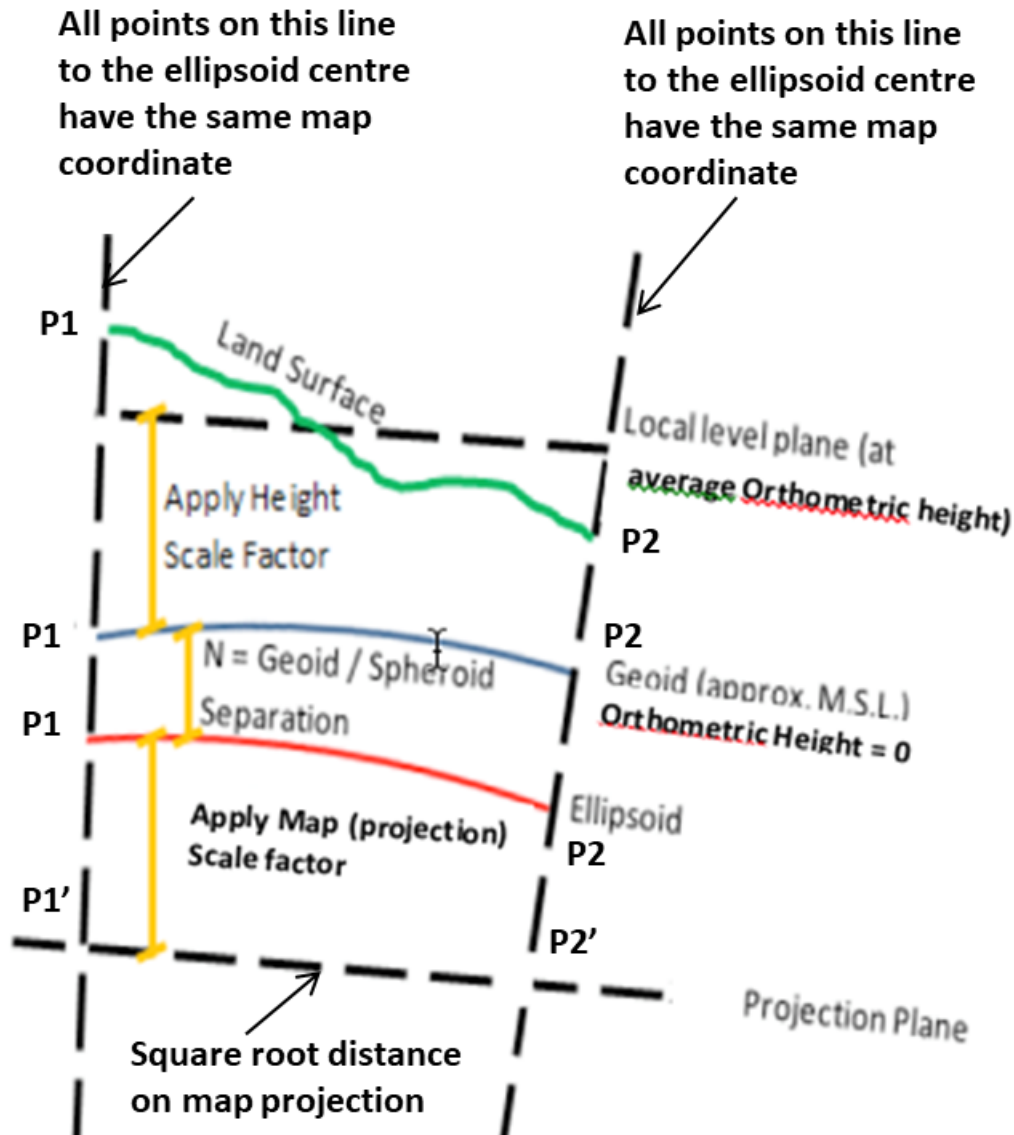 All points on this line
to the ellipsoid centre
have the same map
coordinate
All points on this line
to the ellipsoid centre
have the same map
coordinate
P1
Land Surface
Local level plane (at
average Orthometric height)
Apply Height
Scale Factor
P2
P1
P2
N = Geoid / Spheroid
Separation
Geoid (approx. M.S.L.)
Orthometric Height = 0
P1
Ellipsoid
Apply Map (projection)
Scale factor
P2
P1’
P2’
Projection Plane
Square root distance
on map projection